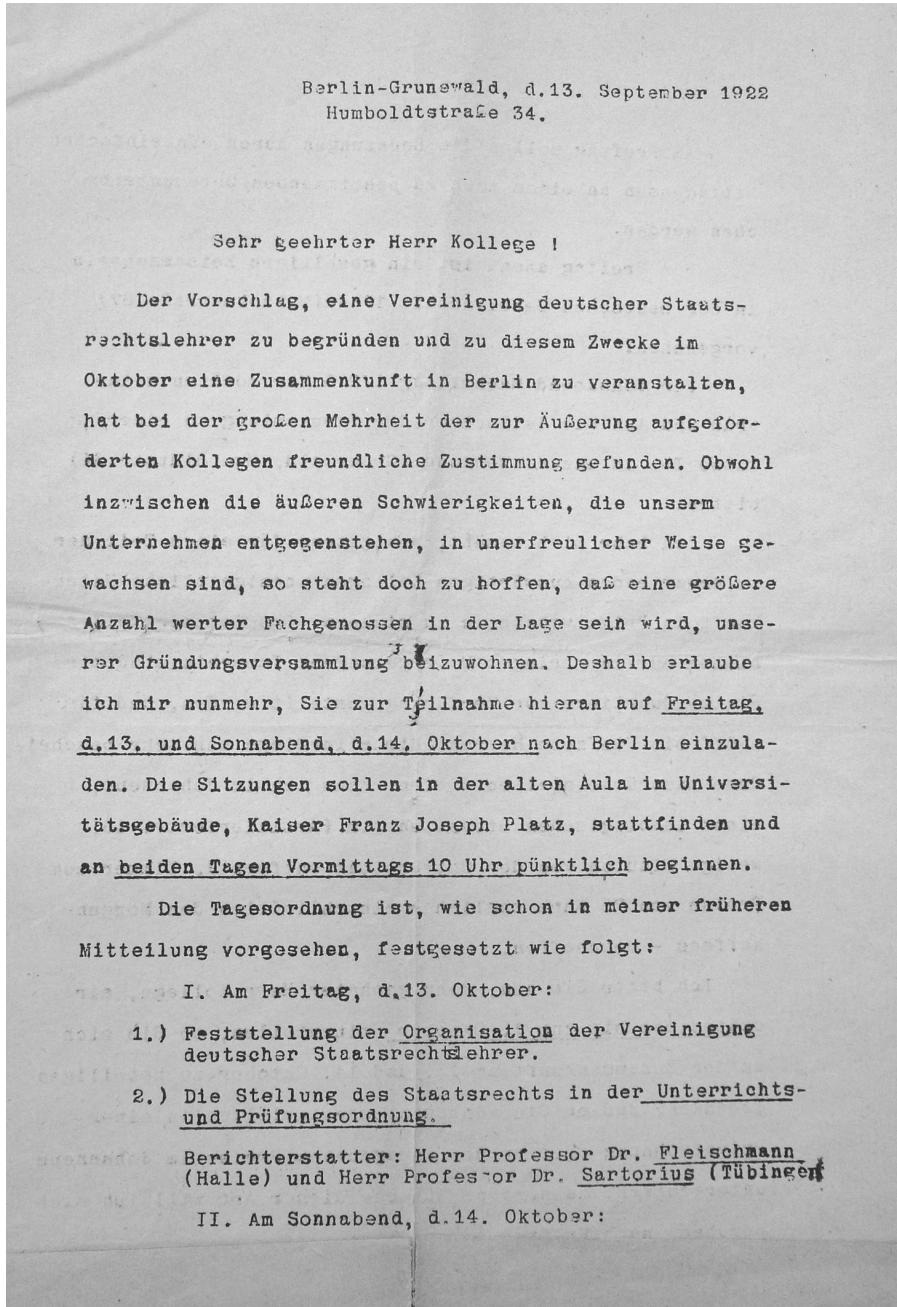 Berlin-Grunewald, d.13. September 1922
Humboldtstraße 34.
Sehr geehrter Herr Kollege !
Der Vorschlag, eine Vereinigung deutscher Staats-
rechtslehrer zu begründen und zu diesem Zwecke im
Oktober eine Zusammenkunft in Berlin zu veranstalten,
hat bei der großen Mehrheit der zur Äußerung aufgefor-
derten Kollegen freundliche Zustimmung gefunden. Obwohl
inzwischen die äußeren Schwierigkeiten, die unserm
Unternehmen entgegenstehen, in unerfreulicher Weise ge-
wachsen sind, so steht doch zu hoffen, daß eine größere
Anzahl werter Fachgenossen in der Lage sein wird, unse-
rer Gründungsversammlung beizuwohnen. Deshalb erlaube
ich mir nunmehr, Sie zur Teilnahme hieran auf Freitag,
d.13. und Sonnabend, d.14. Oktober nach Berlin einzula-
den. Die Sitzungen sollen in der alten Aula im Universi-
tätsgebäude, Kaiser Franz Joseph Platz, stattfinden und
an beiden Tagen Vormittags 10 Uhr pünktlich beginnen.
Die Tagesordnung ist, wie schon in meiner früheren
Mitteilung vorgesehen, festgesetzt wie folgt:
I. Am Freitag, d.13. Oktober:
1.) Feststellung der Organisation der Vereinigung
deutscher Staatsrechtslehrer.
2.) Die Stellung des Staatsrechts in der Unterrichts-
und Prüfungsordnung.
Berichterstatter: Herr Professor Dr. Fleischmann
(Halle) und Herr Professor Dr. Sartorius (Tübingen)
II. Am Sonnabend, d.14. Oktober: